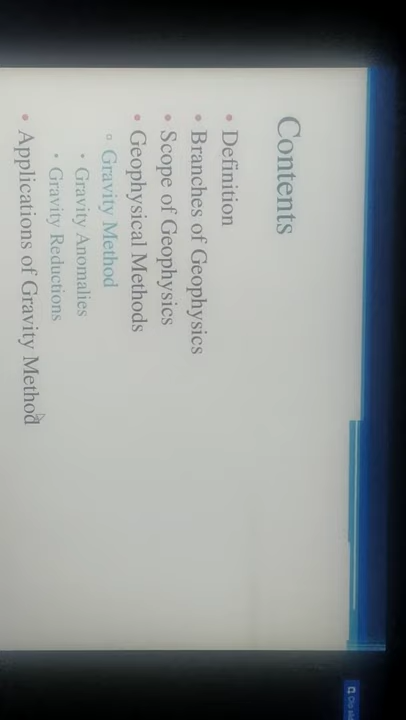 Contents
• Definition
• Branches of Geophysics
• Scope of Geophysics
• Geophysical Methods
▫ Gravity Method
• Gravity Anomalies
• Gravity Reductions
• Applications of Gravity Method